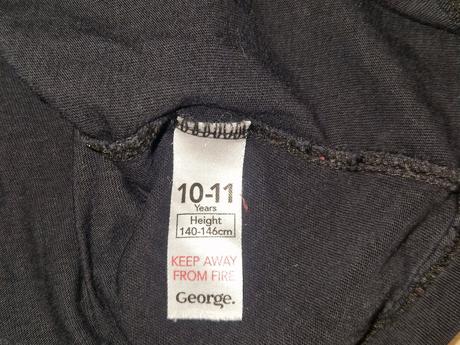 10-11
Years
Height
140-146cm
KEEP AWAY
FROM FIRE
George.